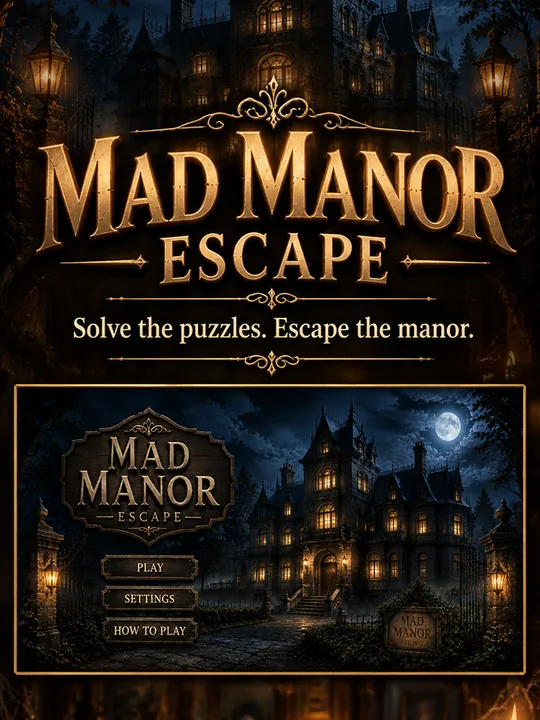 MAD MANOR
ESCAPE
Solve the puzzles. Escape the manor.
MAD
MANOR
ESCAPE
PLAY
SETTINGS
HOW TO PLAY
MAD
MANOR